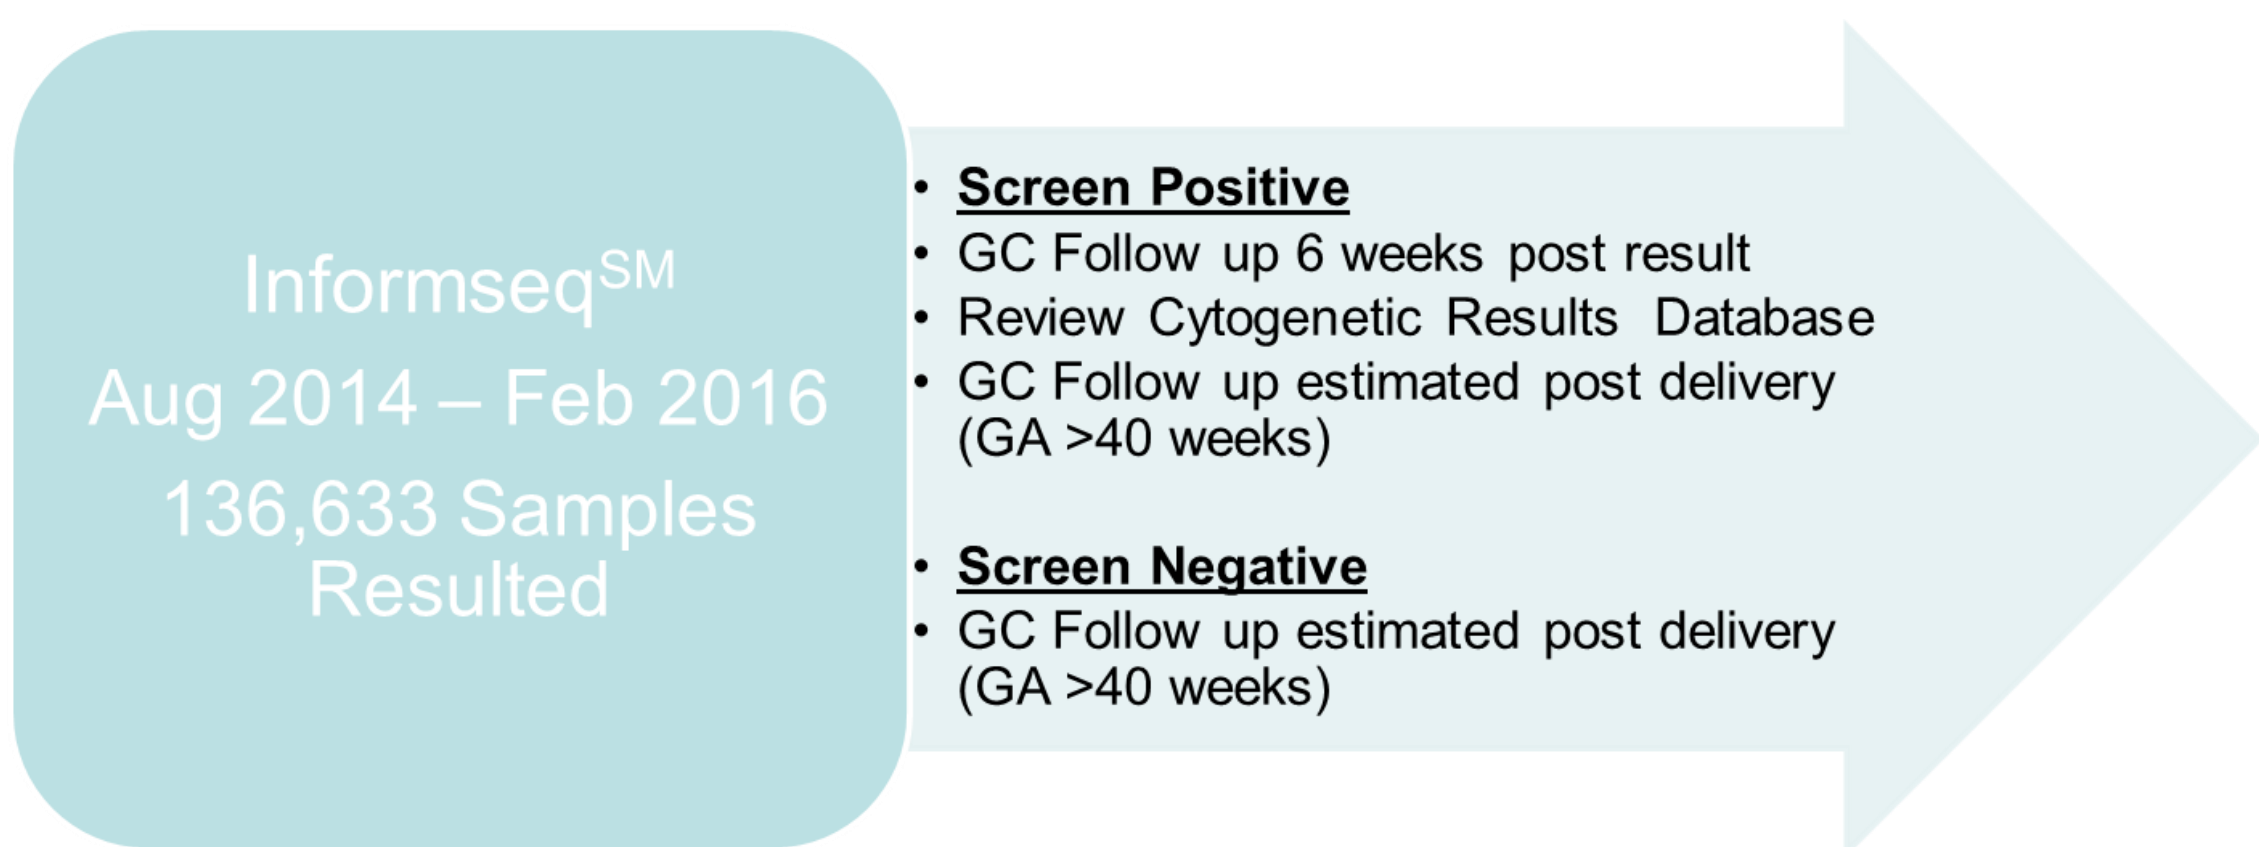 Informseq℠
Aug 2014 – Feb 2016
136,633 Samples
Resulted
• Screen Positive
• GC Follow up 6 weeks post result
• Review Cytogenetic Results Database
• GC Follow up estimated post delivery
(GA >40 weeks)
• Screen Negative
• GC Follow up estimated post delivery
(GA >40 weeks)